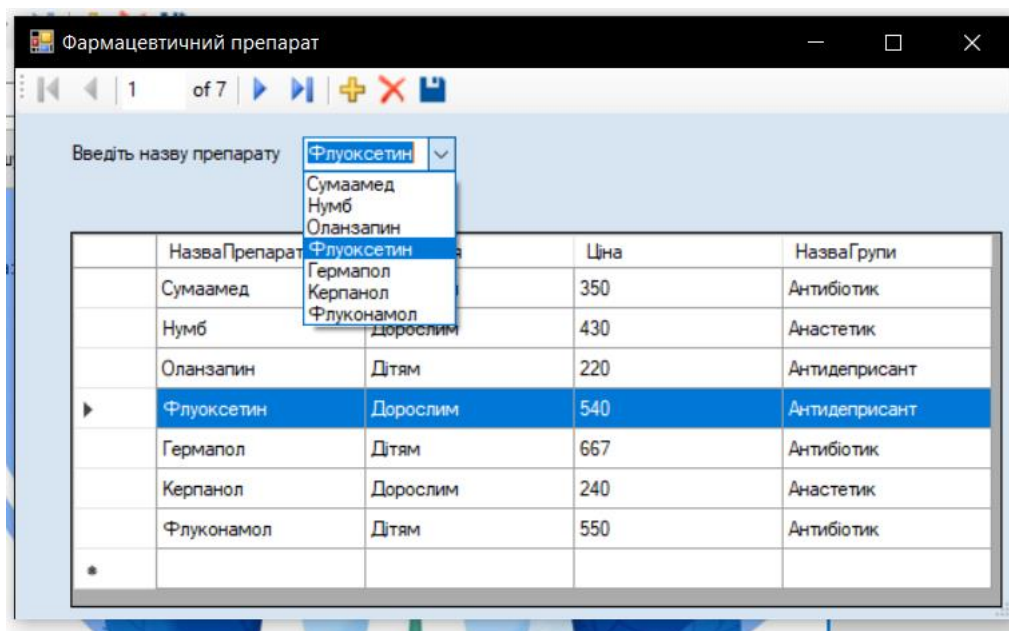 Фармацевтичний препарат
1 of 7
Введіть назву препарату Флуоксетин
Сумаамед
Нумб
Оланзапин
Флуоксетин
Гермапол
Керпанол
Флуконамол
НазваПрепарат Ціна НазваГрупи
Сумаамед 350 Антибіотик
Нумб Дорослим 430 Анастетик
Оланзапин Дітям 220 Антидеприсант
Флуоксетин Дорослим 540 Антидеприсант
Гермапол Дітям 667 Антибіотик
Керпанол Дорослим 240 Анастетик
Флуконамол Дітям 550 Антибіотик